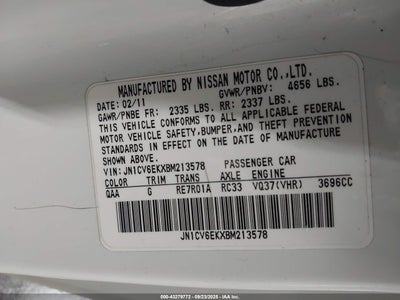 MANUFACTURED BY NISSAN MOTOR CO.,LTD.
DATE: 02/11 GVWR/PNBV: 4656 LBS.
GAWR/PNBE FR: 2335 LBS. RR: 2337 LBS.
THIS VEHICLE CONFORMS TO ALL APPLICABLE FEDERAL
MOTOR VEHICLE SAFETY,BUMPER,AND THEFT PREVENTION
STANDARDS IN EFFECT ON THE DATE OF MANUFACTURE
SHOWN ABOVE.
VIN: JN1CV6EKXBM213578 PASSENGER CAR
COLOR TRIM TRANS AXLE ENGINE
QAA G RE7R01A RC33 VQ37(VHR) 3696CC
JN1CV6EKXBM213578
000-43279772 - 09/23/2025 - IAAI